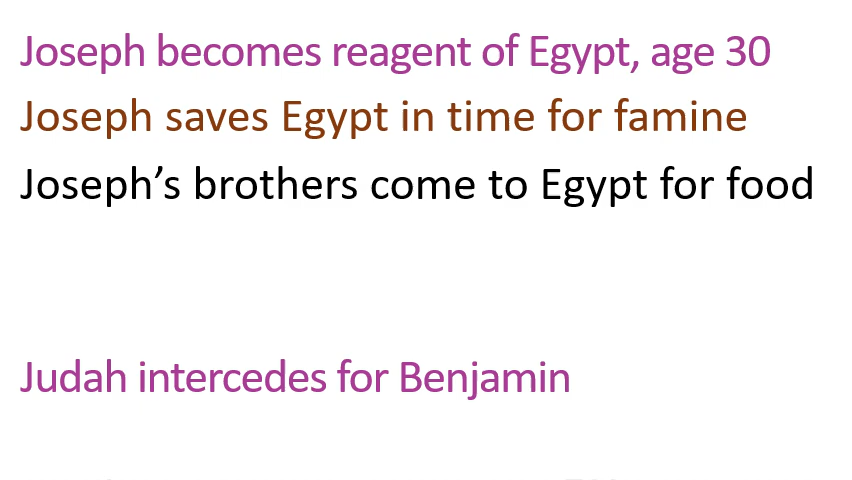 Joseph becomes reagent of Egypt, age 30
Joseph saves Egypt in time for famine
Joseph’s brothers come to Egypt for food
Judah intercedes for Benjamin